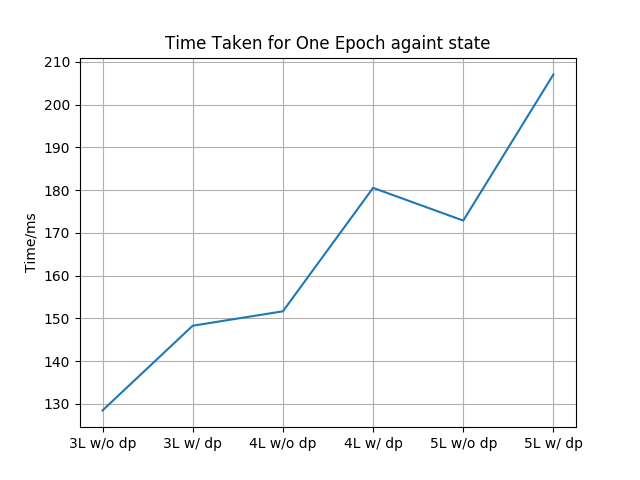 Time Taken for One Epoch againt state
210
200
190
180
170
160
150
140
130
Time/ms
3L w/o dp
3L w/ dp
4L w/o dp
4L w/ dp
5L w/o dp
5L w/ dp